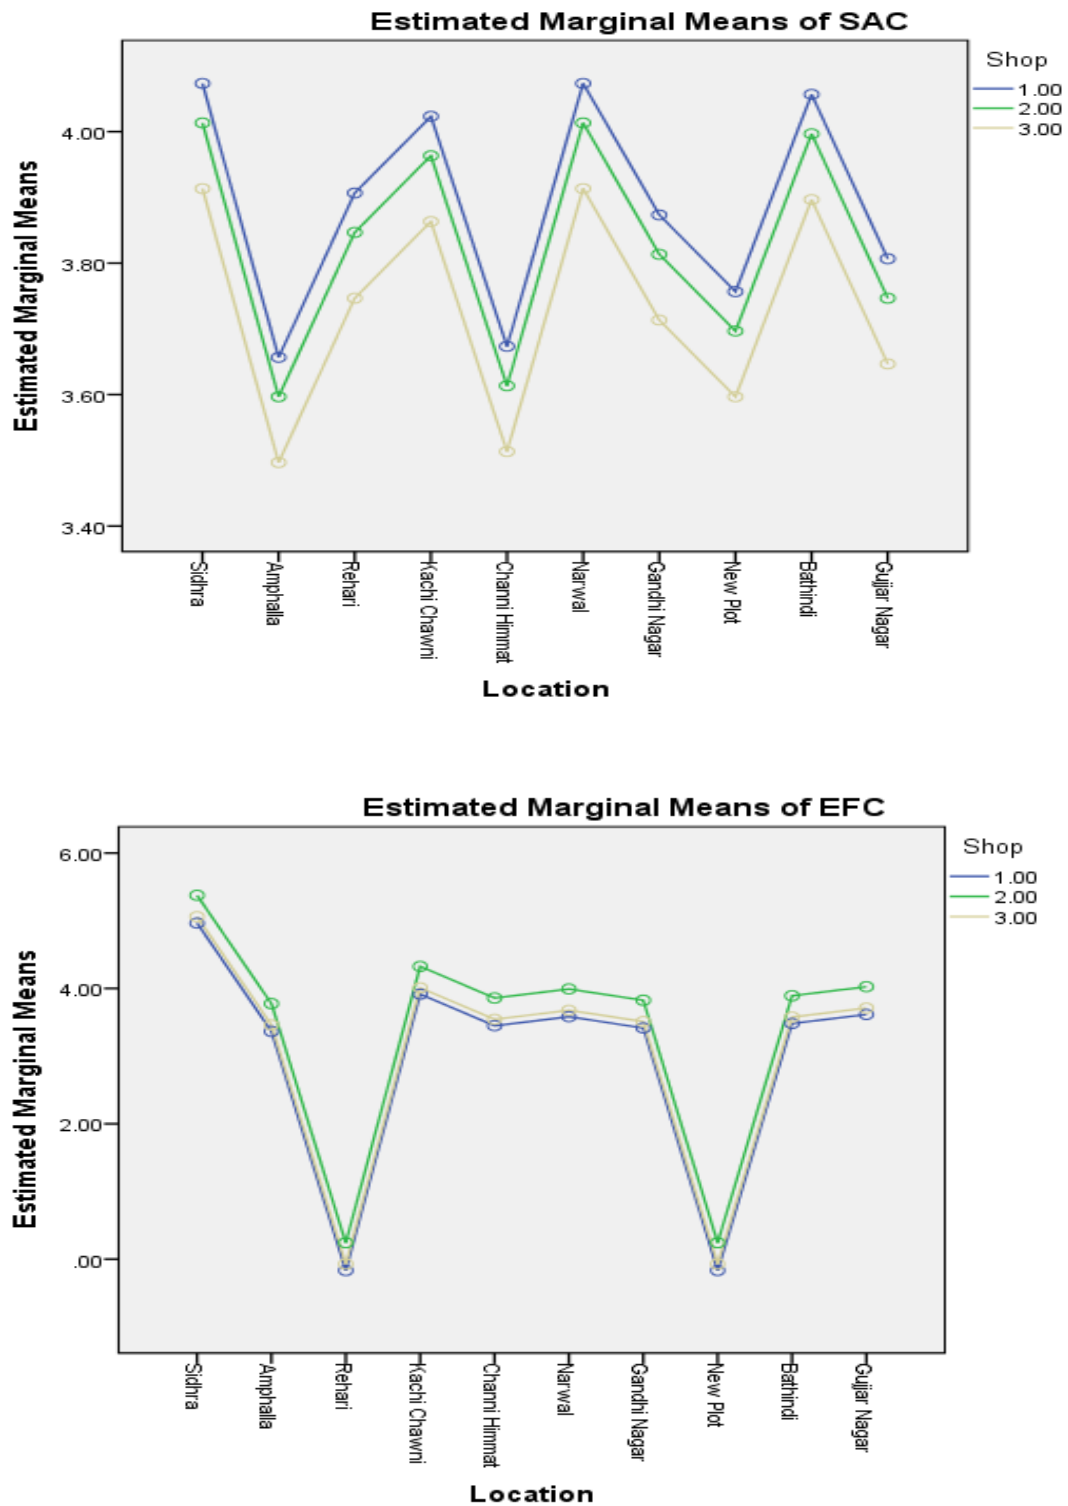 Estimated Marginal Means of SAC
Shop
1.00
2.00
3.00
Estimated Marginal Means
4.00
3.80
3.60
3.40
Sidhra
Amphalla
Rehari
Kachi Chawni
Channi Himmat
Narwal
Gandhi Nagar
New Plot
Bathindi
Gujjar Nagar
Location
Estimated Marginal Means of EFC
Shop
1.00
2.00
3.00
Estimated Marginal Means
6.00
4.00
2.00
.00
Sidhra
Amphalla
Rehari
Kachi Chawni
Channi Himmat
Narwal
Gandhi Nagar
New Plot
Bathindi
Gujjar Nagar
Location